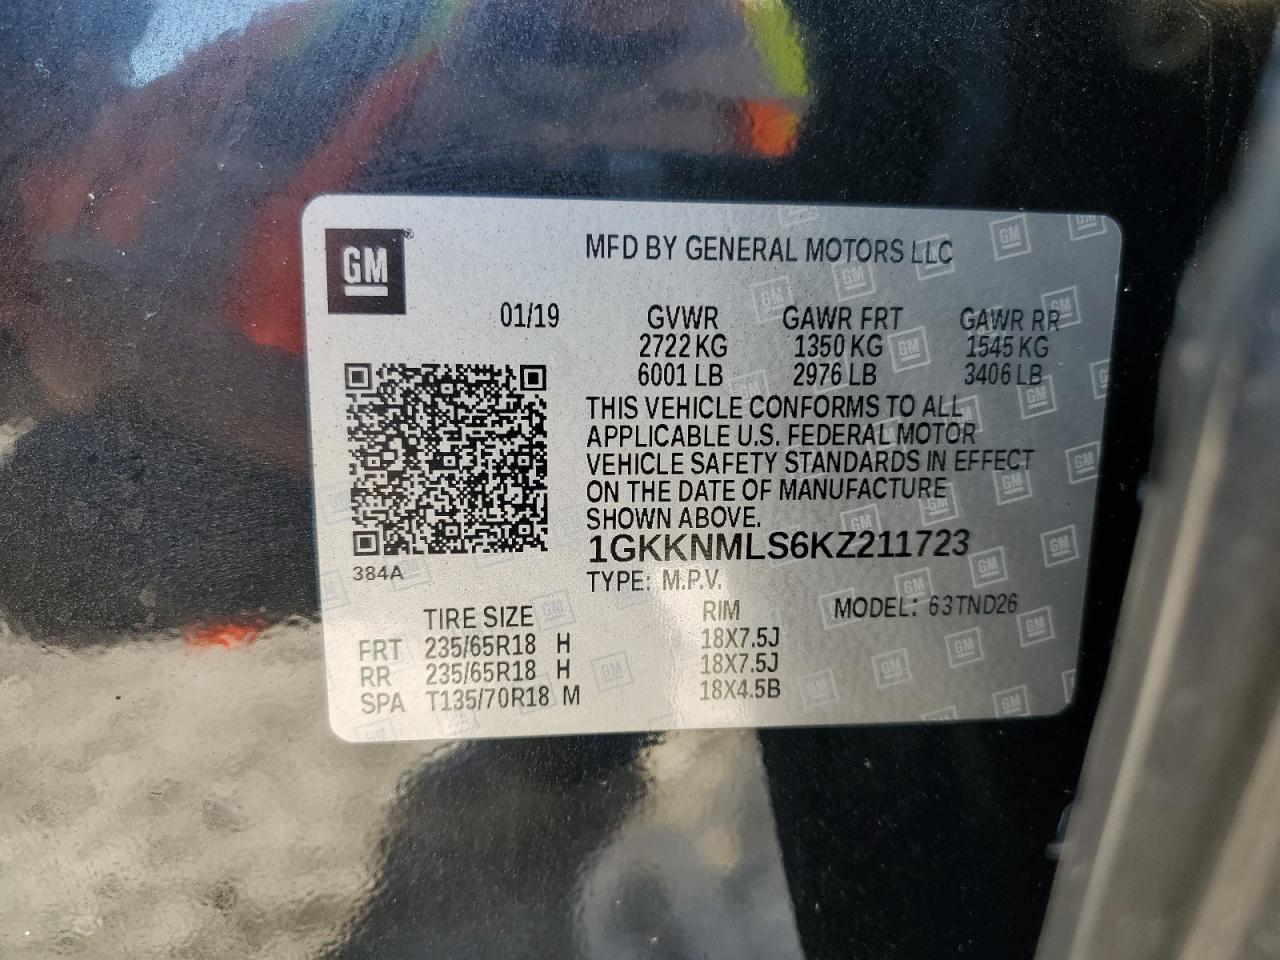 GM®
MFD BY GENERAL MOTORS LLC
01/19 GVWR GAWR FRT GAWR RR
2722 KG 1350 KG 1545 KG
6001 LB 2976 LB 3406 LB
THIS VEHICLE CONFORMS TO ALL
APPLICABLE U.S. FEDERAL MOTOR
VEHICLE SAFETY STANDARDS IN EFFECT
ON THE DATE OF MANUFACTURE
SHOWN ABOVE.
1GKKNMLS6KZ211723
384A
TYPE: M.P.V.
TIRE SIZE RIM MODEL: 63TND26
FRT 235/65R18 H 18X7.5J
RR 235/65R18 H 18X7.5J
SPA T135/70R18 M 18X4.5B